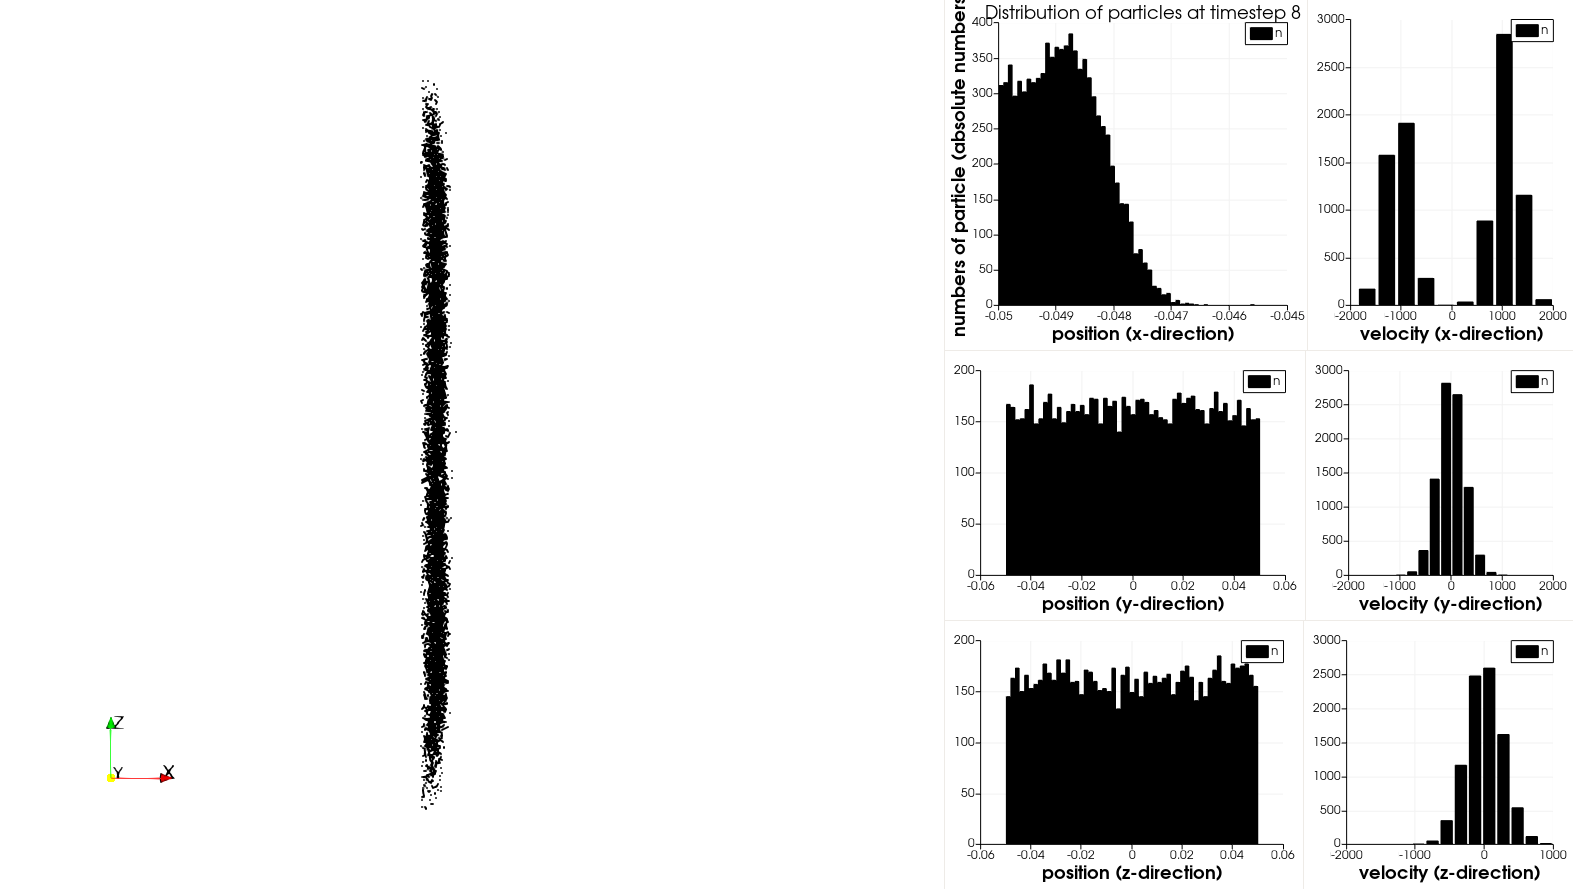 Distribution of particles at timestep 8
numbers of particle (absolute numbers
400
350
300
250
200
150
100
50
0
-0.05 -0.049 -0.048 -0.047 -0.046 -0.045
position (x-direction)
n
3000
2500
2000
1500
1000
500
0
-2000 -1000 0 1000 2000
velocity (x-direction)
n
200
150
100
50
0
-0.06 -0.04 -0.02 0 0.02 0.04 0.06
position (y-direction)
n
3000
2500
2000
1500
1000
500
0
-2000 -1000 0 1000 2000
velocity (y-direction)
n
200
150
100
50
0
-0.06 -0.04 -0.02 0 0.02 0.04 0.06
position (z-direction)
n
3000
2500
2000
1500
1000
500
0
-2000 -1000 0 1000
velocity (z-direction)
n
Z
Y
X